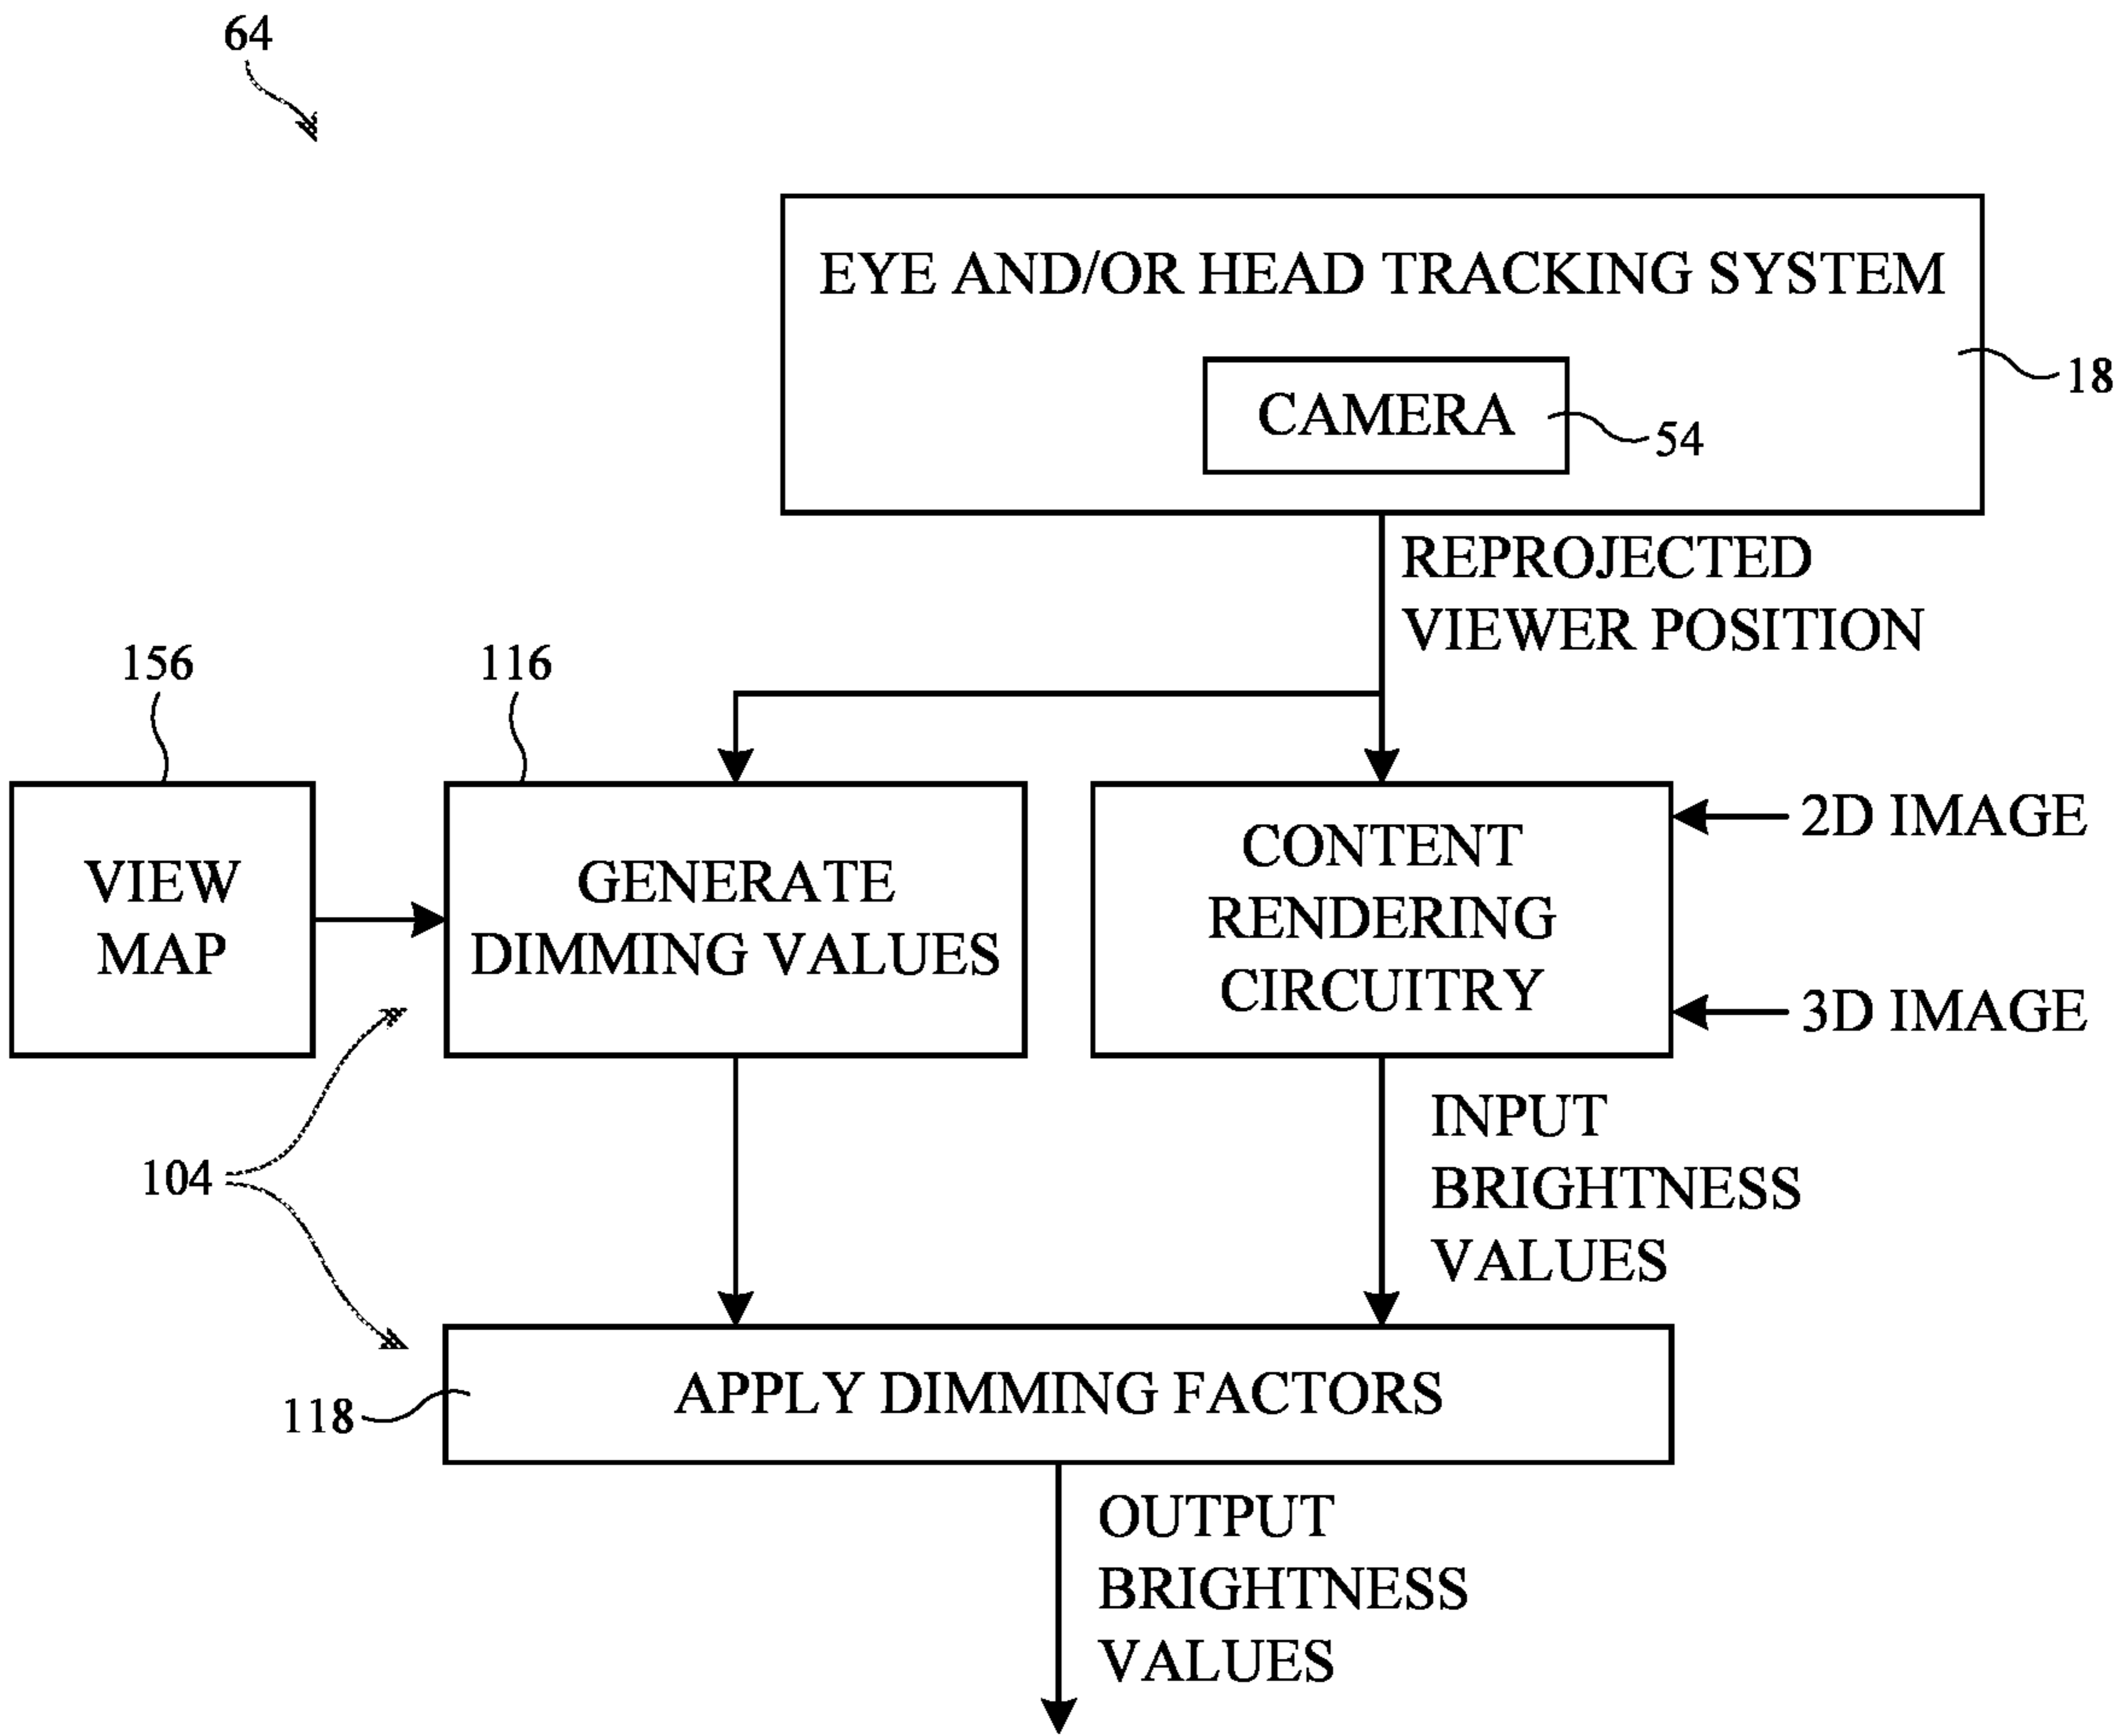 64
EYE AND/OR HEAD TRACKING SYSTEM
18
CAMERA
54
REPROJECTED
VIEWER POSITION
156
116
VIEW
MAP
GENERATE
DIMMING VALUES
CONTENT
RENDERING
CIRCUITRY
2D IMAGE
3D IMAGE
104
INPUT
BRIGHTNESS
VALUES
118
APPLY DIMMING FACTORS
OUTPUT
BRIGHTNESS
VALUES